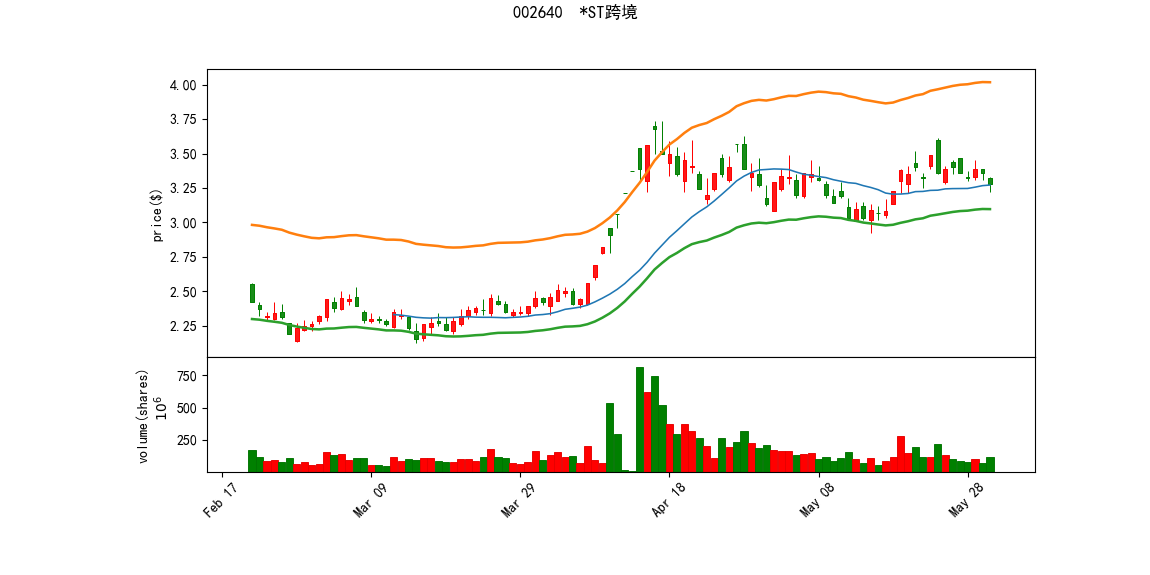 002640  *ST跨境
price($)
4.00
3.75
3.50
3.25
3.00
2.75
2.50
2.25
volume(shares)
10^6
750
500
250
Feb 17
Mar 09
Mar 29
Apr 18
May 08
May 28